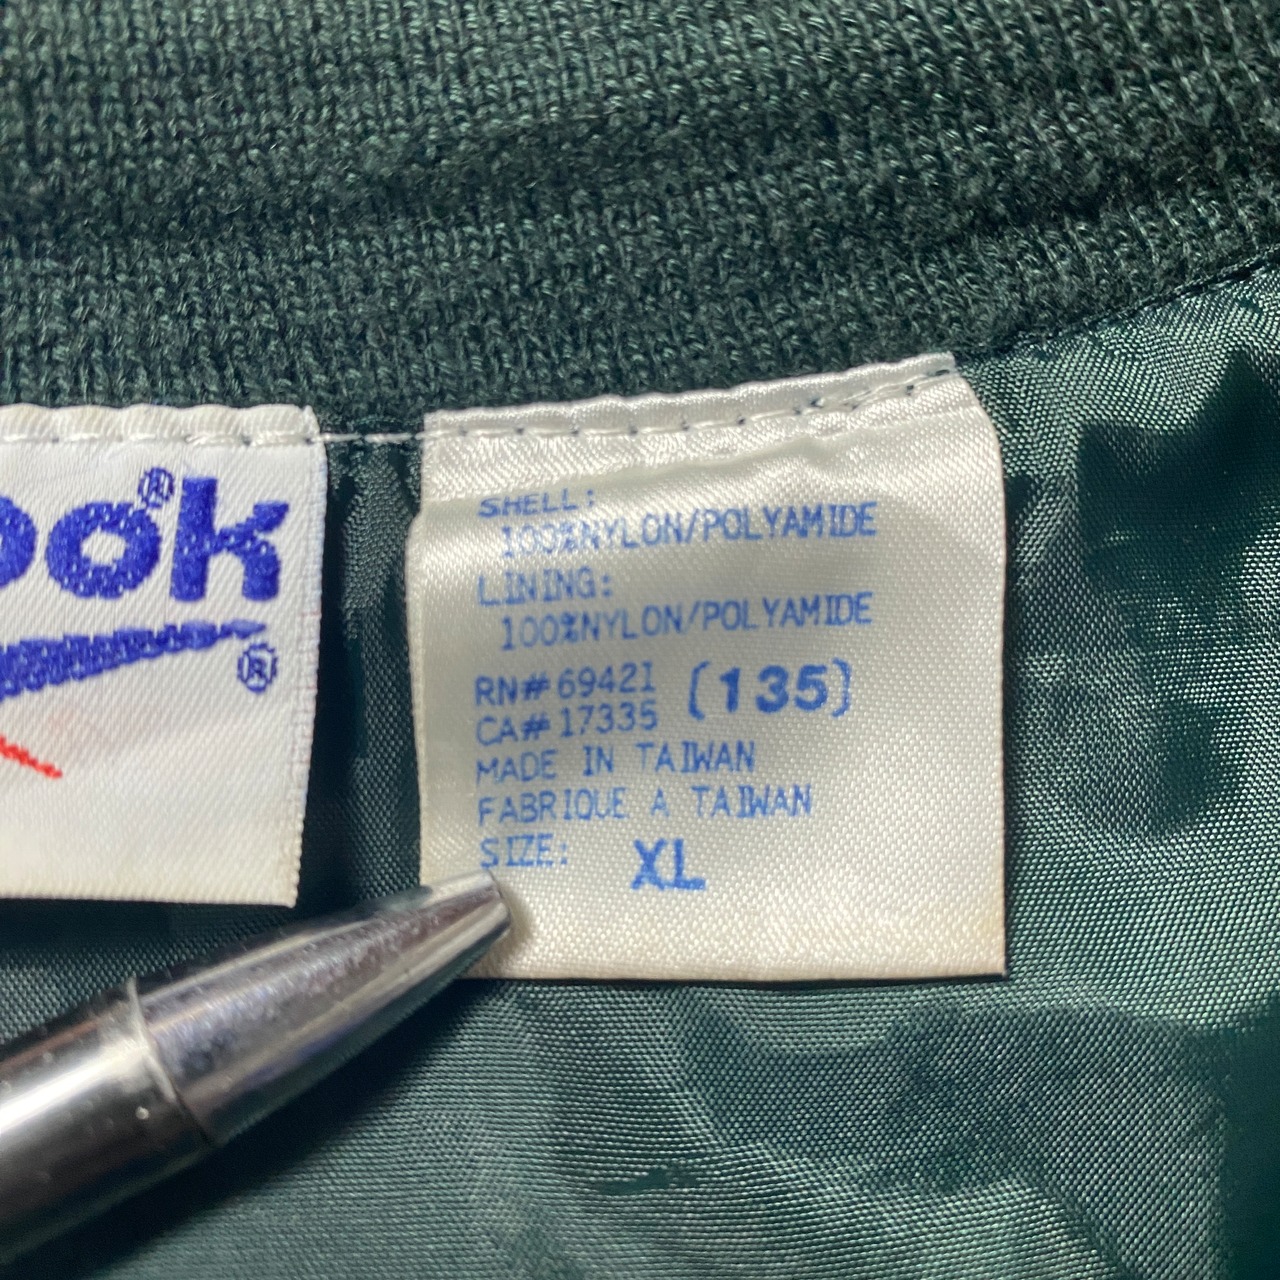 ook®
®
SHELL:
100%NYLON/POLYAMIDE
LINING:
100%NYLON/POLYAMIDE
RN# 69421 (135)
CA# 17335
MADE IN TAIWAN
FABRIQUE A TAIWAN
SIZE: XL